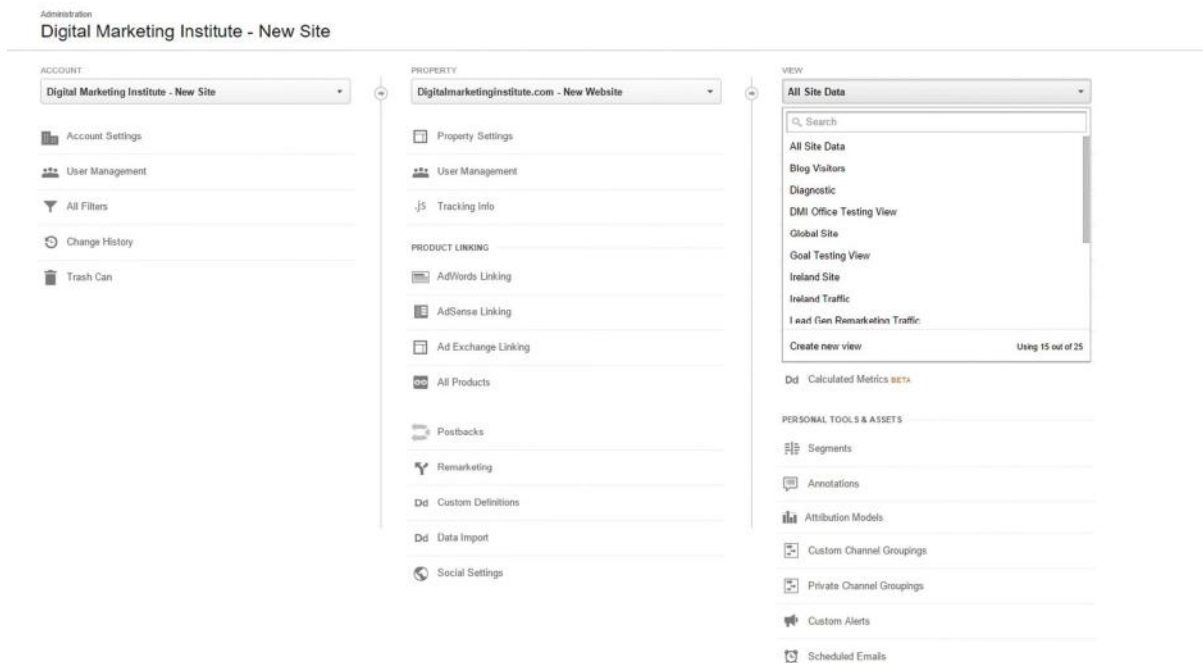 Administration
Digital Marketing Institute - New Site
ACCOUNT
Digital Marketing Institute - New Site
Account Settings
User Management
All Filters
Change History
Trash Can
PROPERTY
Digitalmarketinginstitute.com - New Website
Property Settings
User Management
.js Tracking Info
PRODUCT LINKING
AdWords Linking
AdSense Linking
Ad Exchange Linking
All Products
Postbacks
Remarketing
Dd Custom Definitions
Dd Data Import
Social Settings
VIEW
All Site Data
Search
All Site Data
Blog Visitors
Diagnostic
DMI Office Testing View
Global Site
Goal Testing View
Ireland Site
Ireland Traffic
Lead Gen Remarketing Traffic
Create new view Using 15 out of 25
Dd Calculated Metrics BETA
PERSONAL TOOLS & ASSETS
Segments
Annotations
Attribution Models
Custom Channel Groupings
Private Channel Groupings
Custom Alerts
Scheduled Emails